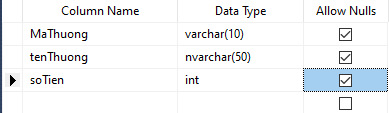 Column Name Data Type Allow Nulls
MaThuong varchar(10)
tenThuong nvarchar(50)
soTien int